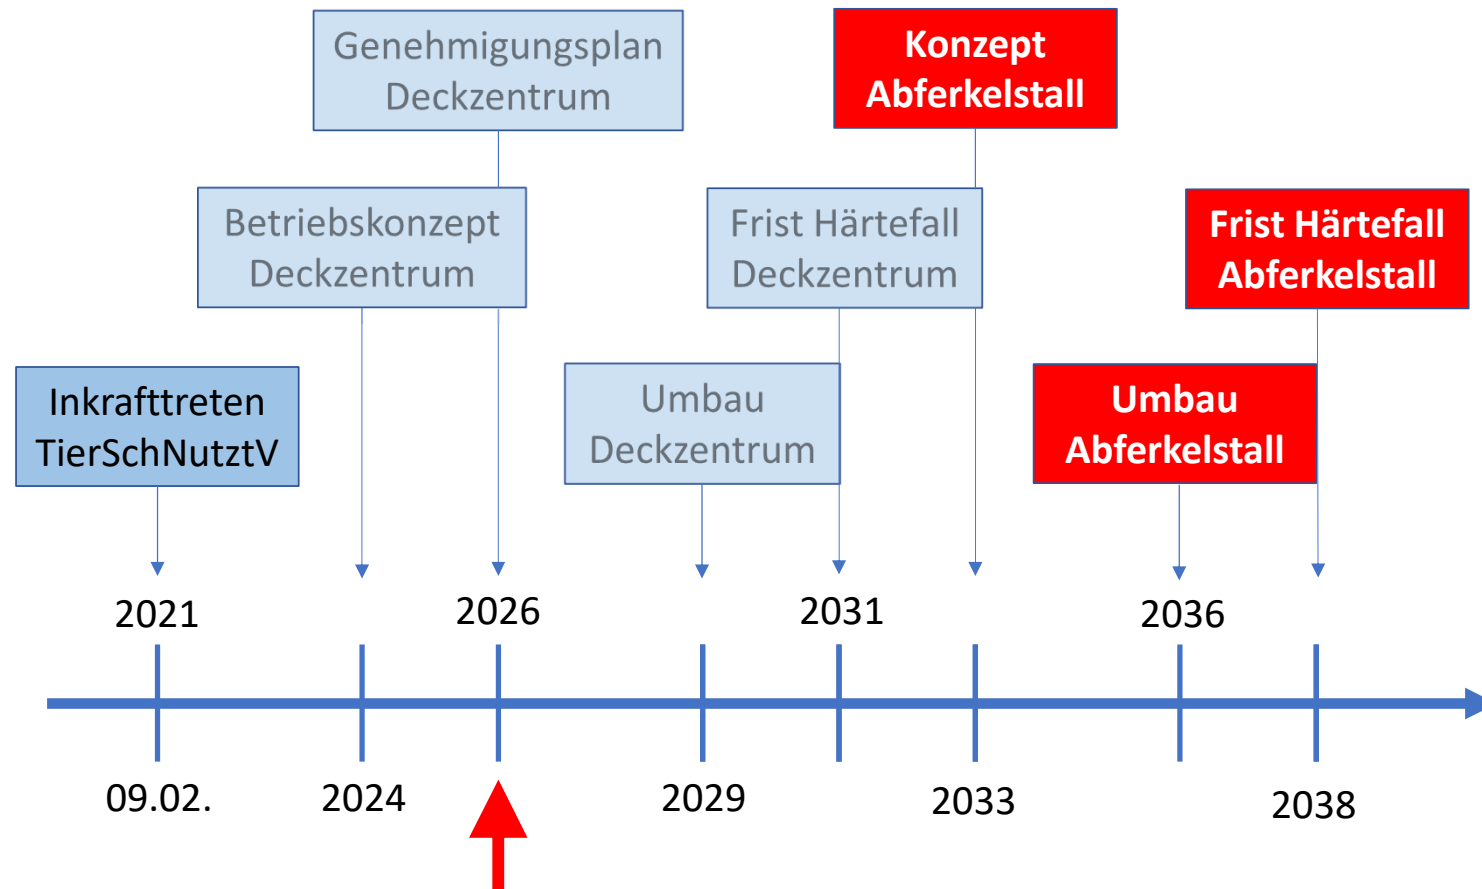 Genehmigungsplan
Deckzentrum
Konzept
Abferkelstall
Betriebskonzept
Deckzentrum
Frist Härtefall
Deckzentrum
Frist Härtefall
Abferkelstall
Inkrafttreten
TierSchNutztV
Umbau
Deckzentrum
Umbau
Abferkelstall
2021
2026
2031
2036
09.02.
2024
2029
2033
2038